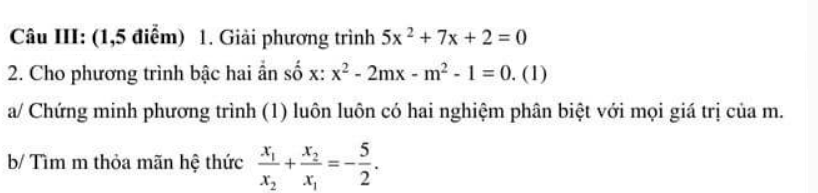 Câu III: (1,5 điểm) 1. Giải phương trình 5x² + 7x + 2 = 0
2. Cho phương trình bậc hai ẩn số x: x² - 2mx - m² - 1 = 0. (1)
a/ Chứng minh phương trình (1) luôn luôn có hai nghiệm phân biệt với mọi giá trị của m.
b/ Tìm m thỏa mãn hệ thức x₁/x₂ + x₂/x₁ = -5/2.